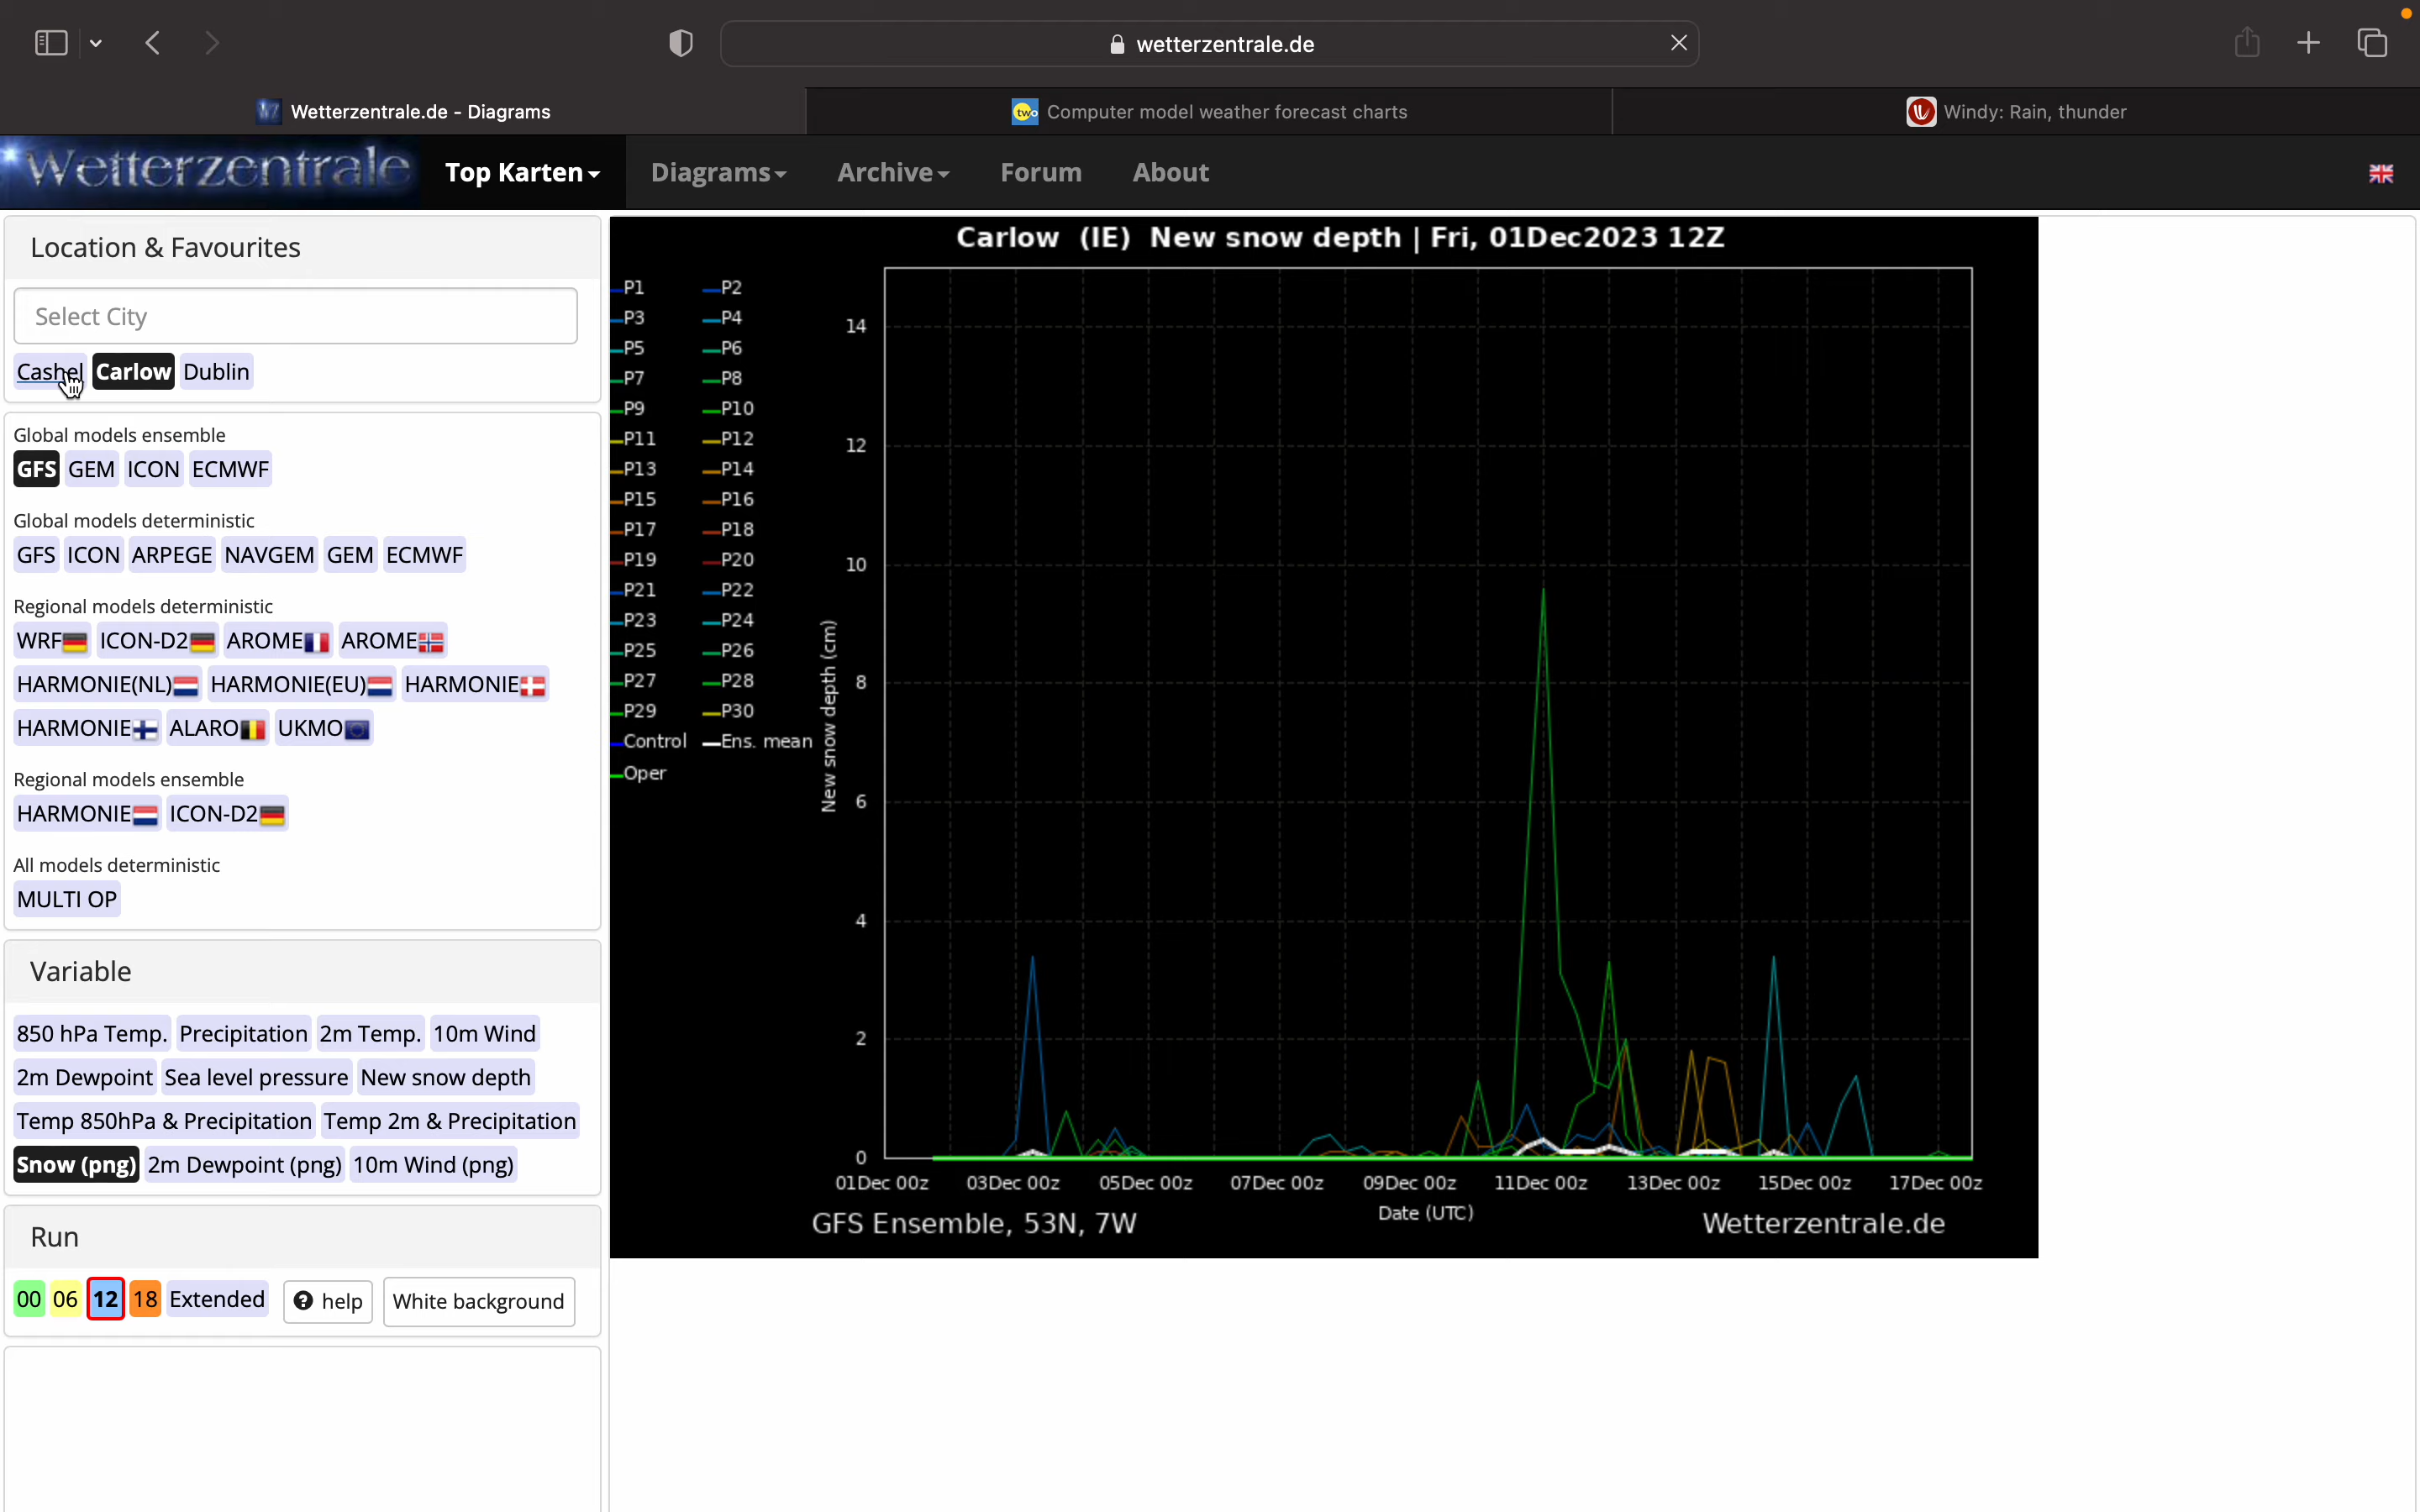 wetterzentrale.de
Wetterzentrale.de - Diagrams
Computer model weather forecast charts
Windy: Rain, thunder
Wetterzentrale
Top Karten
Diagrams
Archive
Forum
About
Location & Favourites
Select City
Cashel Carlow Dublin
Global models ensemble
GFS GEM ICON ECMWF
Global models deterministic
GFS ICON ARPEGE NAVGEM GEM ECMWF
Regional models deterministic
WRF ICON-D2 AROME AROME
HARMONIE(NL) HARMONIE(EU) HARMONIE
HARMONIE ALARO UKMO
Regional models ensemble
HARMONIE ICON-D2
All models deterministic
MULTI OP
Variable
850 hPa Temp. Precipitation 2m Temp. 10m Wind
2m Dewpoint Sea level pressure New snow depth
Temp 850hPa & Precipitation Temp 2m & Precipitation
Snow (png) 2m Dewpoint (png) 10m Wind (png)
Run
00 06 12 18 Extended help White background
Carlow (IE) New snow depth | Fri, 01Dec2023 12Z
P1 P2
P3 P4
P5 P6
P7 P8
P9 P10
P11 P12
P13 P14
P15 P16
P17 P18
P19 P20
P21 P22
P23 P24
P25 P26
P27 P28
P29 P30
Control Ens. mean
Oper
New snow depth (cm)
14
12
10
8
6
4
2
0
01Dec 00z 03Dec 00z 05Dec 00z 07Dec 00z 09Dec 00z 11Dec 00z 13Dec 00z 15Dec 00z 17Dec 00z
Date (UTC)
GFS Ensemble, 53N, 7W
Wetterzentrale.de